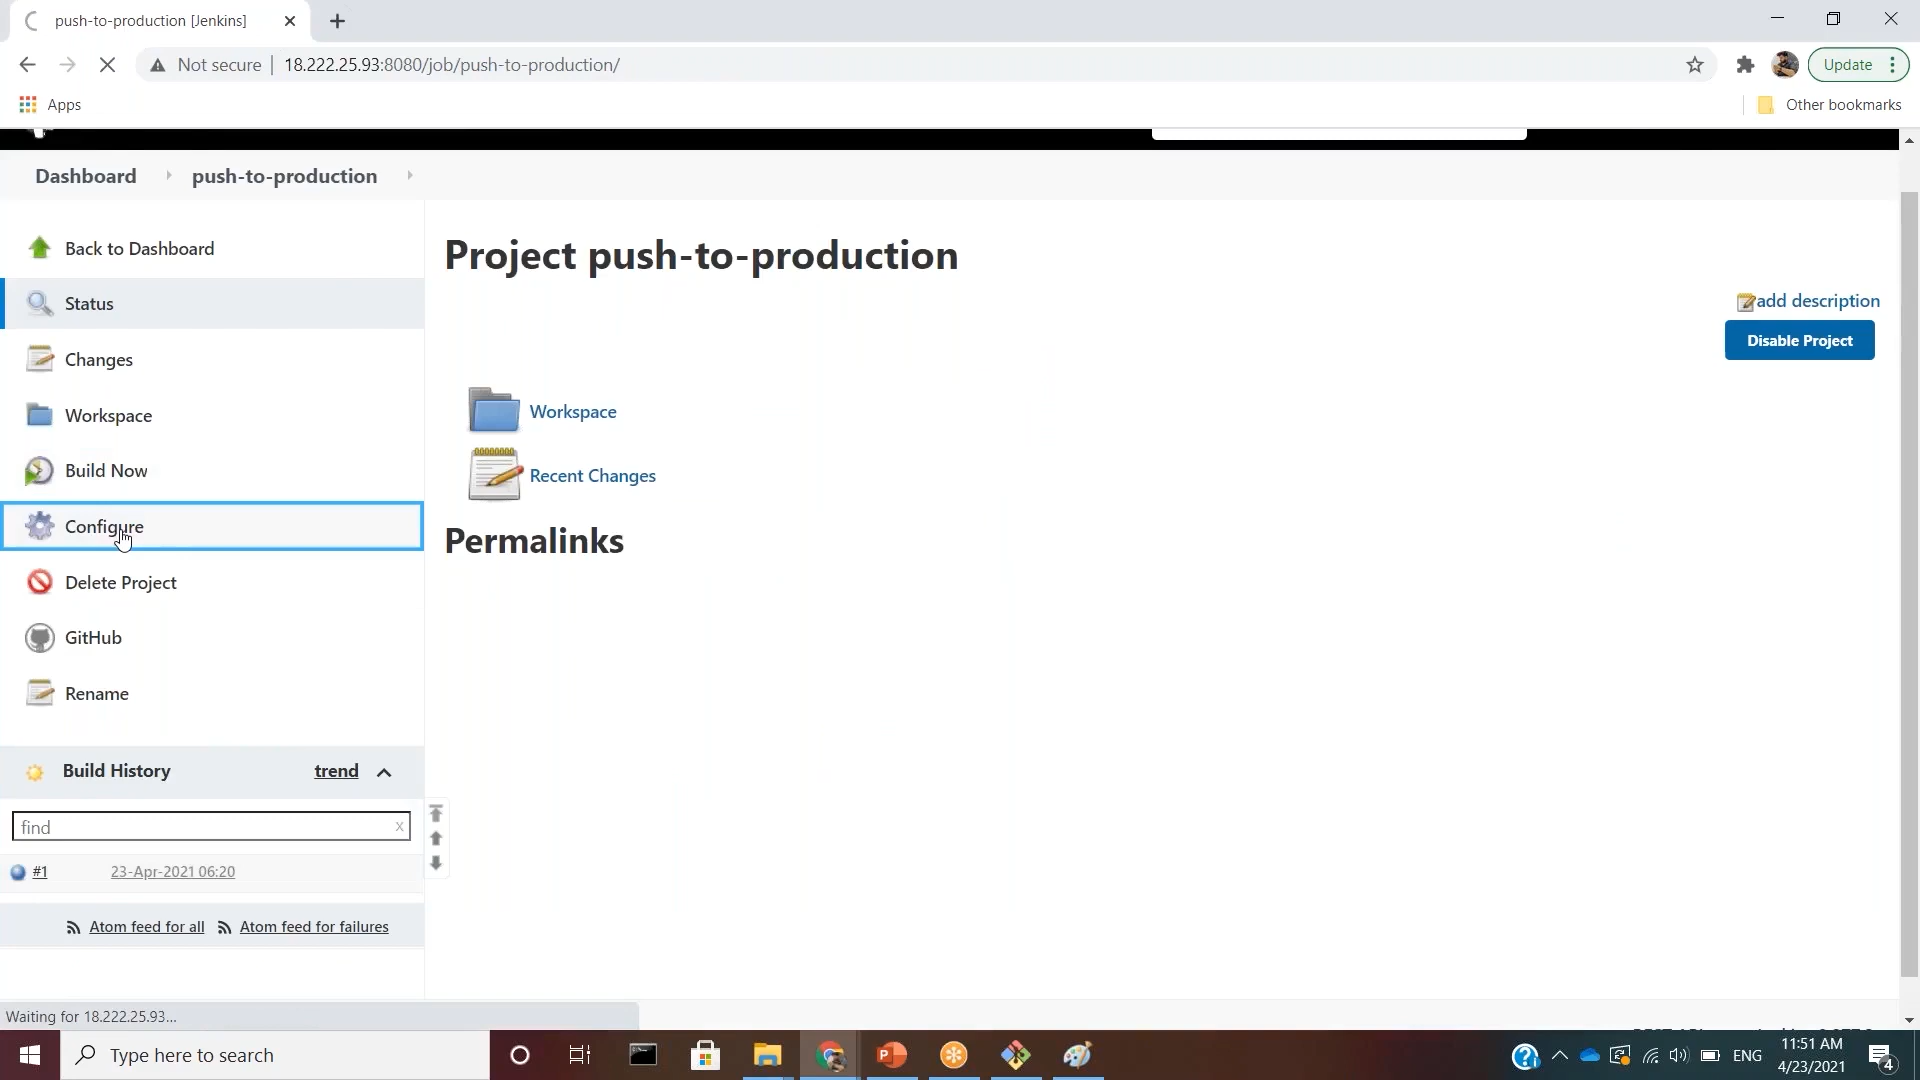 push-to-production [Jenkins]
Not secure 18.222.25.93:8080/job/push-to-production/
Update
Apps
Other bookmarks
Dashboard push-to-production
Back to Dashboard
Status
Changes
Workspace
Build Now
Configure
Delete Project
GitHub
Rename
Build History trend
find x
#1 23-Apr-2021 06:20
Atom feed for all Atom feed for failures
Project push-to-production
add description
Disable Project
Workspace
Recent Changes
Permalinks
Waiting for 18.222.25.93...
Type here to search
ENG
11:51 AM
4/23/2021
4